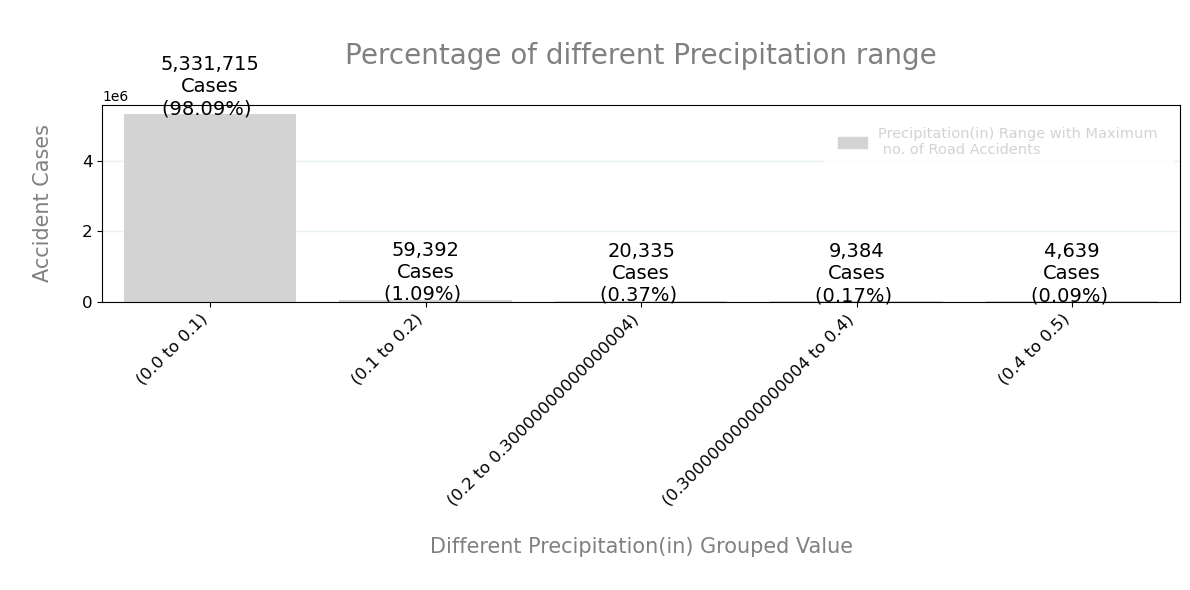 Percentage of different Precipitation range
5,331,715
Cases
(98.09%)
1e6
Precipitation(in) Range with Maximum
no. of Road Accidents
Accident Cases
4
2
0
59,392
Cases
(1.09%)
20,335
Cases
(0.37%)
9,384
Cases
(0.17%)
4,639
Cases
(0.09%)
(0.0 to 0.1)
(0.1 to 0.2)
(0.2 to 0.30000000000000004)
(0.30000000000000004 to 0.4)
(0.4 to 0.5)
Different Precipitation(in) Grouped Value